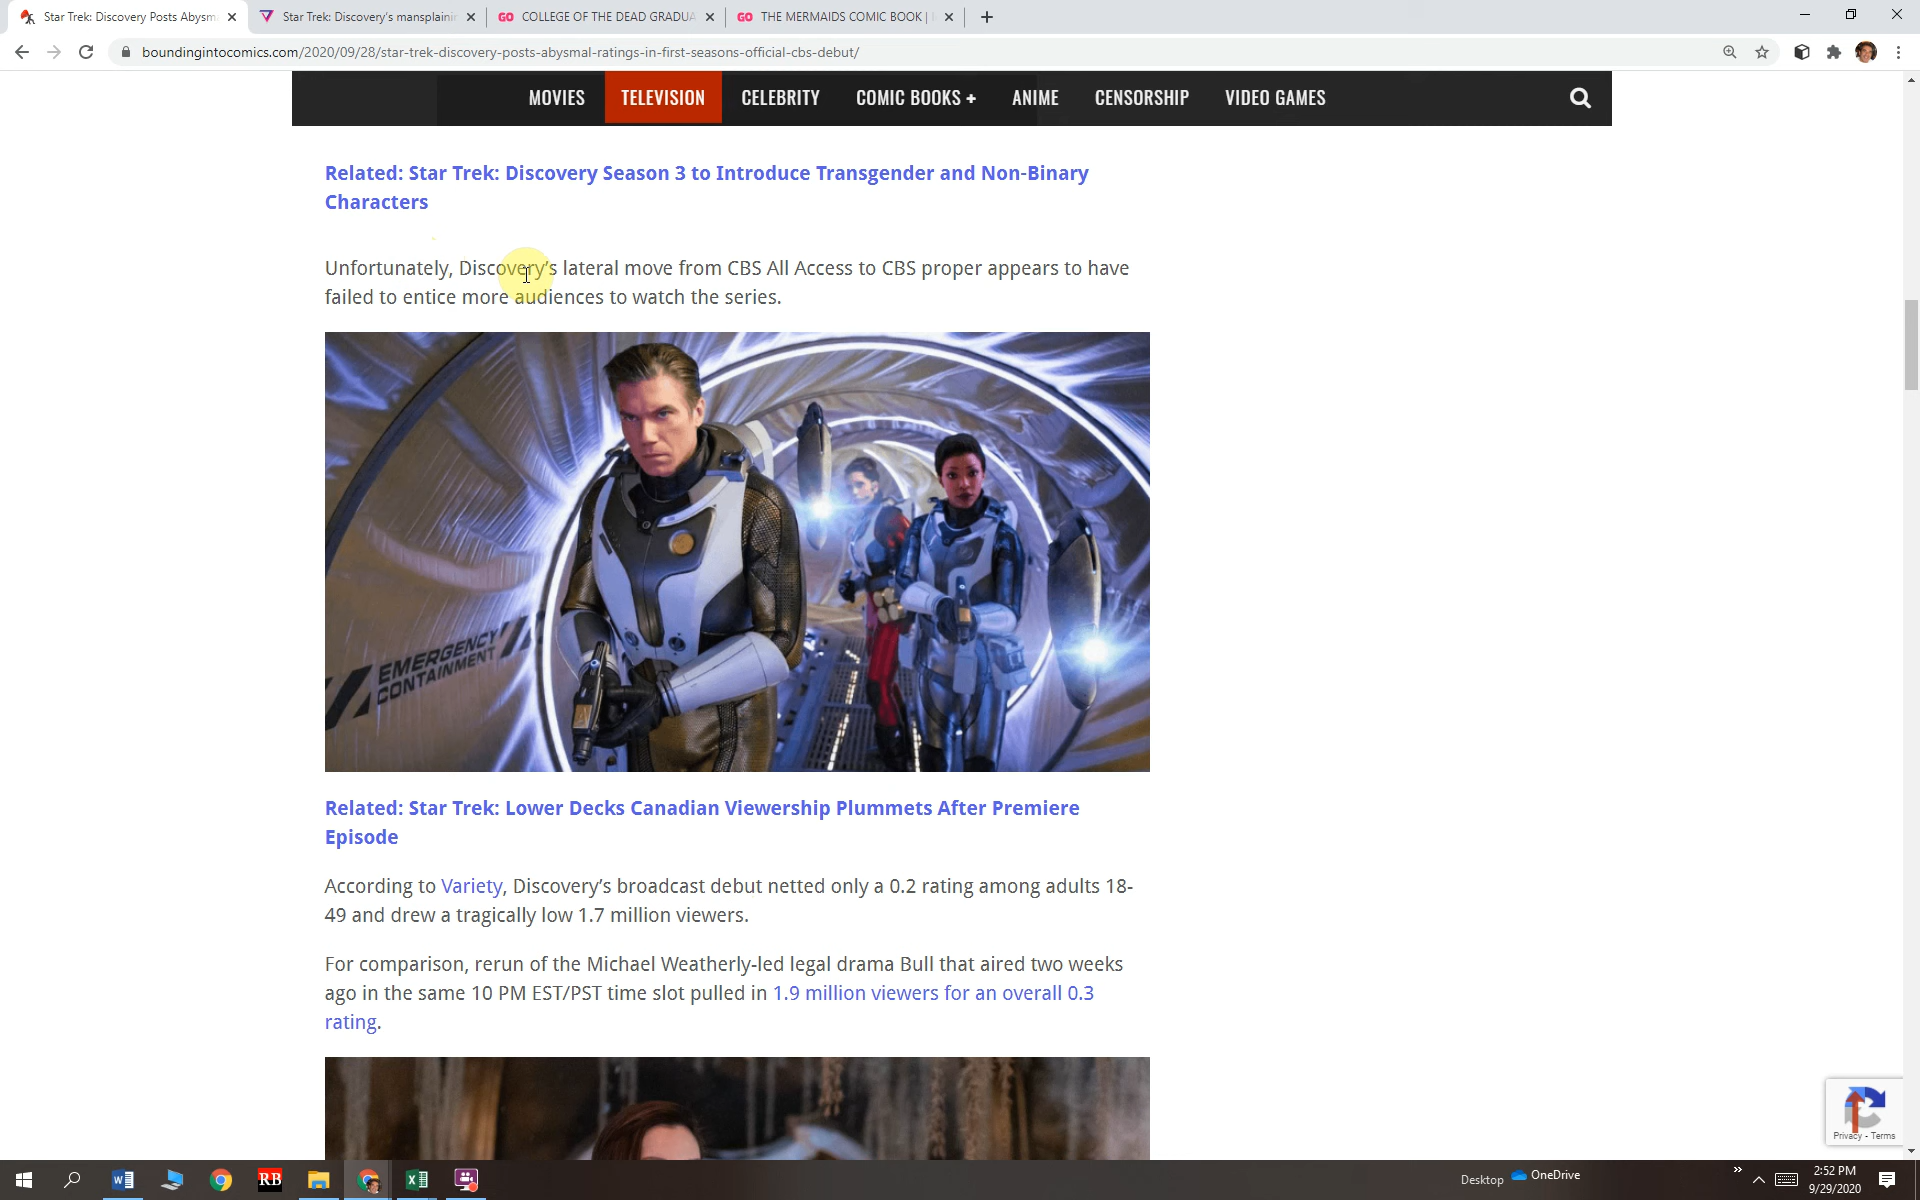 Star Trek: Discovery Posts Abysm
Star Trek: Discovery's mansplainin
GO COLLEGE OF THE DEAD GRADUA
GO THE MERMAIDS COMIC BOOK |
boundingintocomics.com/2020/09/28/star-trek-discovery-posts-abysmal-ratings-in-first-seasons-official-cbs-debut/
MOVIES TELEVISION CELEBRITY COMIC BOOKS + ANIME CENSORSHIP VIDEO GAMES
Related: Star Trek: Discovery Season 3 to Introduce Transgender and Non-Binary
Characters
Unfortunately, Discovery's lateral move from CBS All Access to CBS proper appears to have
failed to entice more audiences to watch the series.
EMERGENCY
CONTAINMENT
Related: Star Trek: Lower Decks Canadian Viewership Plummets After Premiere
Episode
According to Variety, Discovery's broadcast debut netted only a 0.2 rating among adults 18-
49 and drew a tragically low 1.7 million viewers.
For comparison, rerun of the Michael Weatherly-led legal drama Bull that aired two weeks
ago in the same 10 PM EST/PST time slot pulled in 1.9 million viewers for an overall 0.3
rating.
Privacy - Terms
RB
Desktop
OneDrive
2:52 PM
9/29/2020